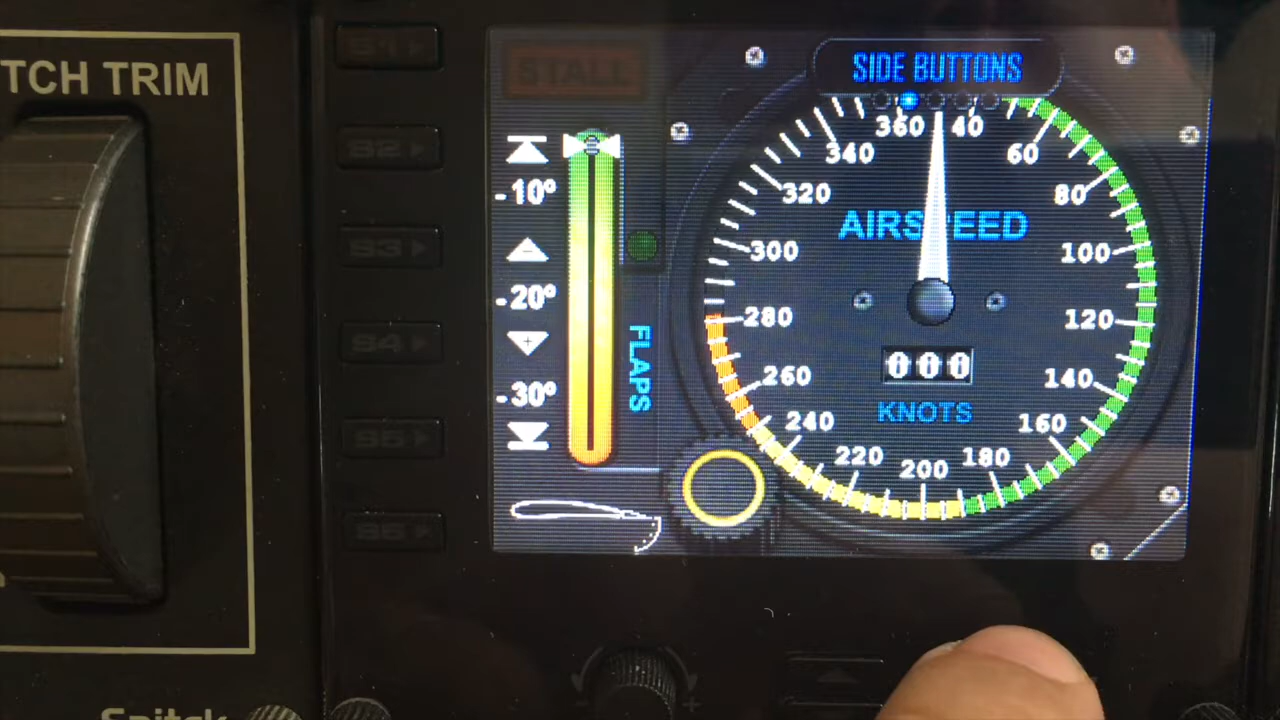 TCH TRIM
S1
S2
S3
S4
S5
S6
STALL
SIDE BUTTONS
-10°
-20°
-30°
FLAPS
360
40
60
80
100
120
140
160
180
200
220
240
260
280
300
320
340
AIRSPEED
000
KNOTS
Saitek